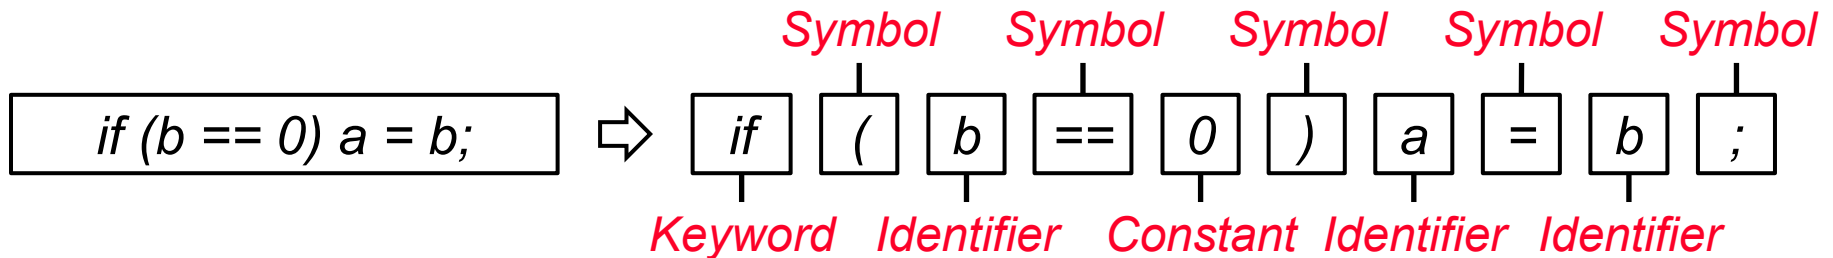 Symbol Symbol Symbol Symbol Symbol
if (b == 0) a = b; if ( b == 0 ) a = b ;
Keyword Identifier Constant Identifier Identifier